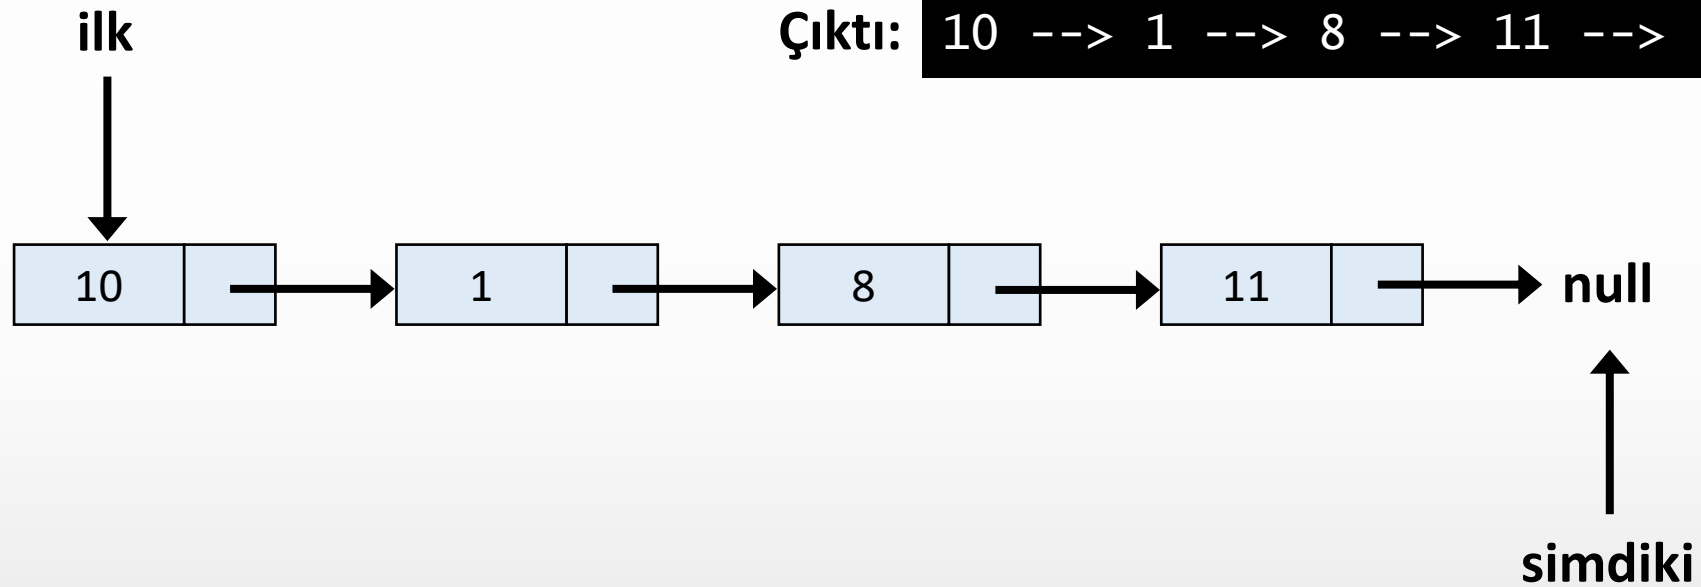 ilk
Çıktı: 10 --> 1 --> 8 --> 11 -->
10 1 8 11 null
simdiki